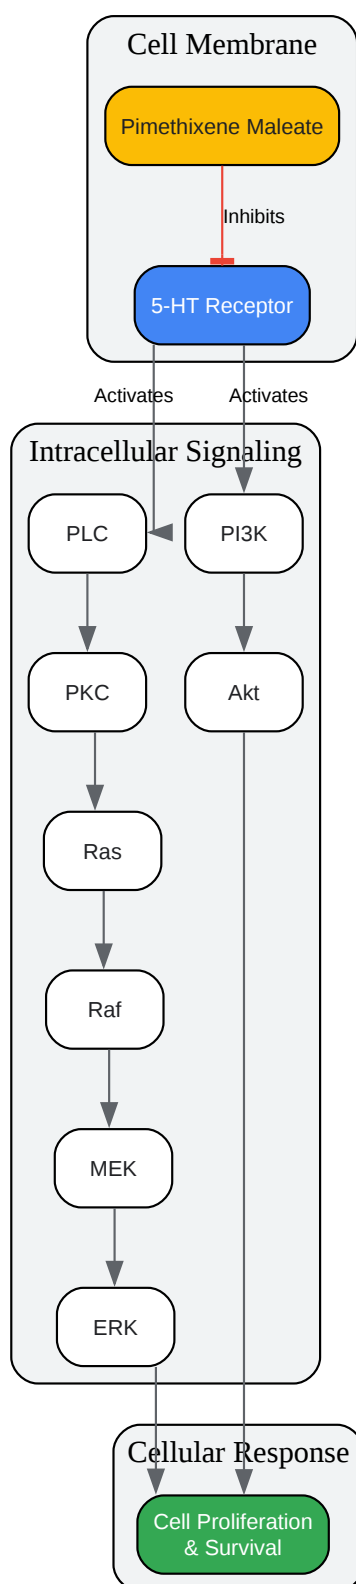 Cell Membrane
Pimethixene Maleate
Inhibits
5-HT Receptor
Activates
Activates
Intracellular Signaling
PLC
PI3K
PKC
Akt
Ras
Raf
MEK
ERK
Cellular Response
Cell Proliferation
& Survival